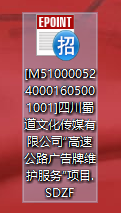 EPOINT
招
[M51000052
4000160500
1001]四川蜀
道文化传媒有
限公司“高速
公路广告牌维
护服务”项目.
SDZF